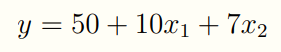 y = 50 + 10x₁ + 7x₂